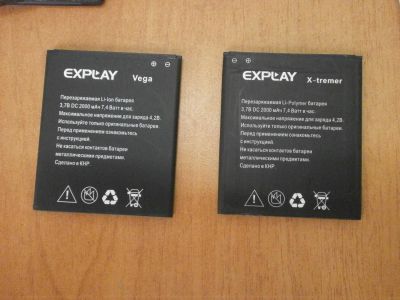 EXPLAY
Vega
Перезаряжаемая Li-Ion батарея
3,7В DC 2000 мАч 7,4 Ватт в час.
Максимальное напряжение для заряда 4,2В.
Используйте только оригинальные батареи.
Перед применением ознакомьтесь
с инструкцией.
Не касаться контактов батареи
металлическими предметами.
Сделано в КНР
EXPLAY
X-tremer
Перезаряжаемая Li-Polymer батарея
3,7В DC 2000 мАч 7,4 Ватт в час.
Максимальное напряжение для заряда 4,2В.
Используйте только оригинальные батареи.
Перед применением ознакомьтесь
с инструкцией.
Не касаться контактов батареи
металлическими предметами.
Сделано в КНР